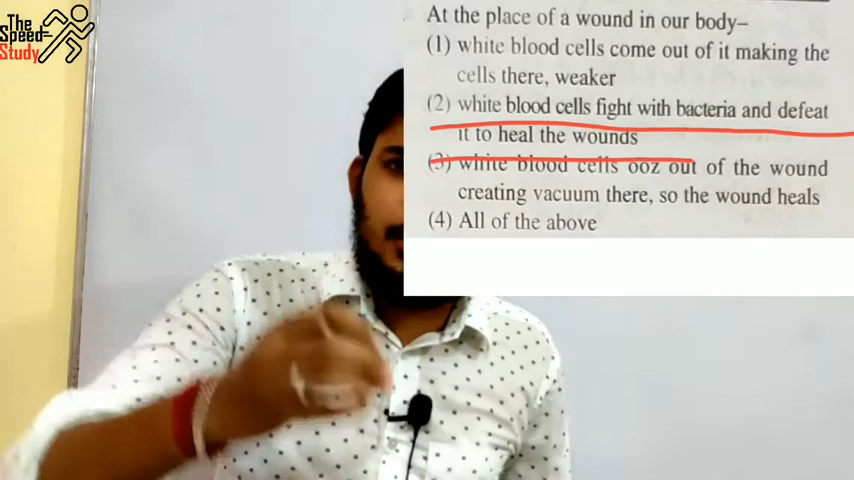 The
Speed
Study
At the place of a wound in our body–
(1) white blood cells come out of it making the
cells there, weaker
(2) white blood cells fight with bacteria and defeat
it to heal the wounds
(3) white blood cells ooz out of the wound
creating vacuum there, so the wound heals
(4) All of the above